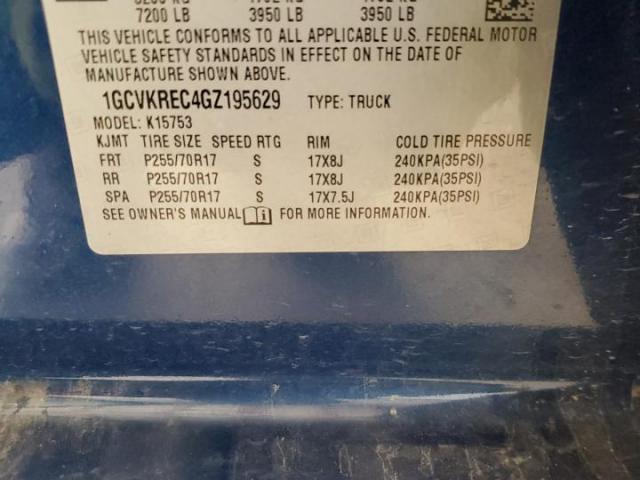 7200 LB 3950 LB 3950 LB
THIS VEHICLE CONFORMS TO ALL APPLICABLE U.S. FEDERAL MOTOR
VEHICLE SAFETY STANDARDS IN EFFECT ON THE DATE OF
MANUFACTURE SHOWN ABOVE.
1GCVKREC4GZ195629 TYPE: TRUCK
MODEL: K15753
KJMT TIRE SIZE SPEED RTG RIM COLD TIRE PRESSURE
FRT P255/70R17 S 17X8J 240KPA(35PSI)
RR P255/70R17 S 17X8J 240KPA(35PSI)
SPA P255/70R17 S 17X7.5J 240KPA(35PSI)
SEE OWNER'S MANUAL FOR MORE INFORMATION.